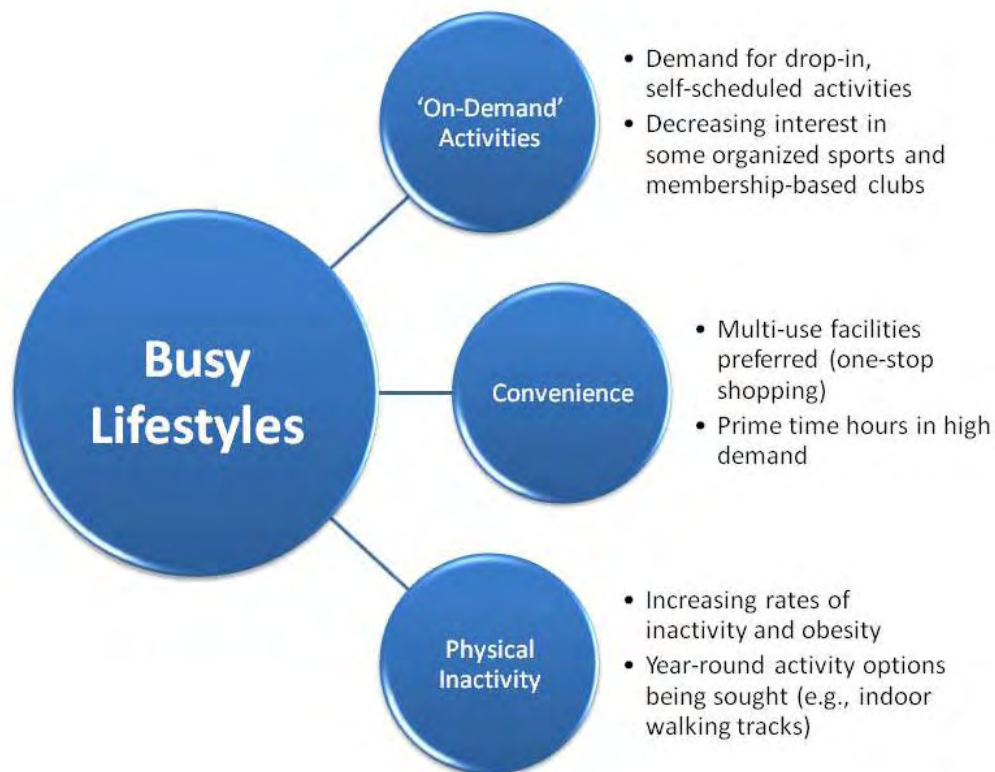 Busy
Lifestyles
‘On-Demand’
Activities
• Demand for drop-in,
self-scheduled activities
• Decreasing interest in
some organized sports and
membership-based clubs
Convenience
• Multi-use facilities
preferred (one-stop
shopping)
• Prime time hours in high
demand
Physical
Inactivity
• Increasing rates of
inactivity and obesity
• Year-round activity options
being sought (e.g., indoor
walking tracks)